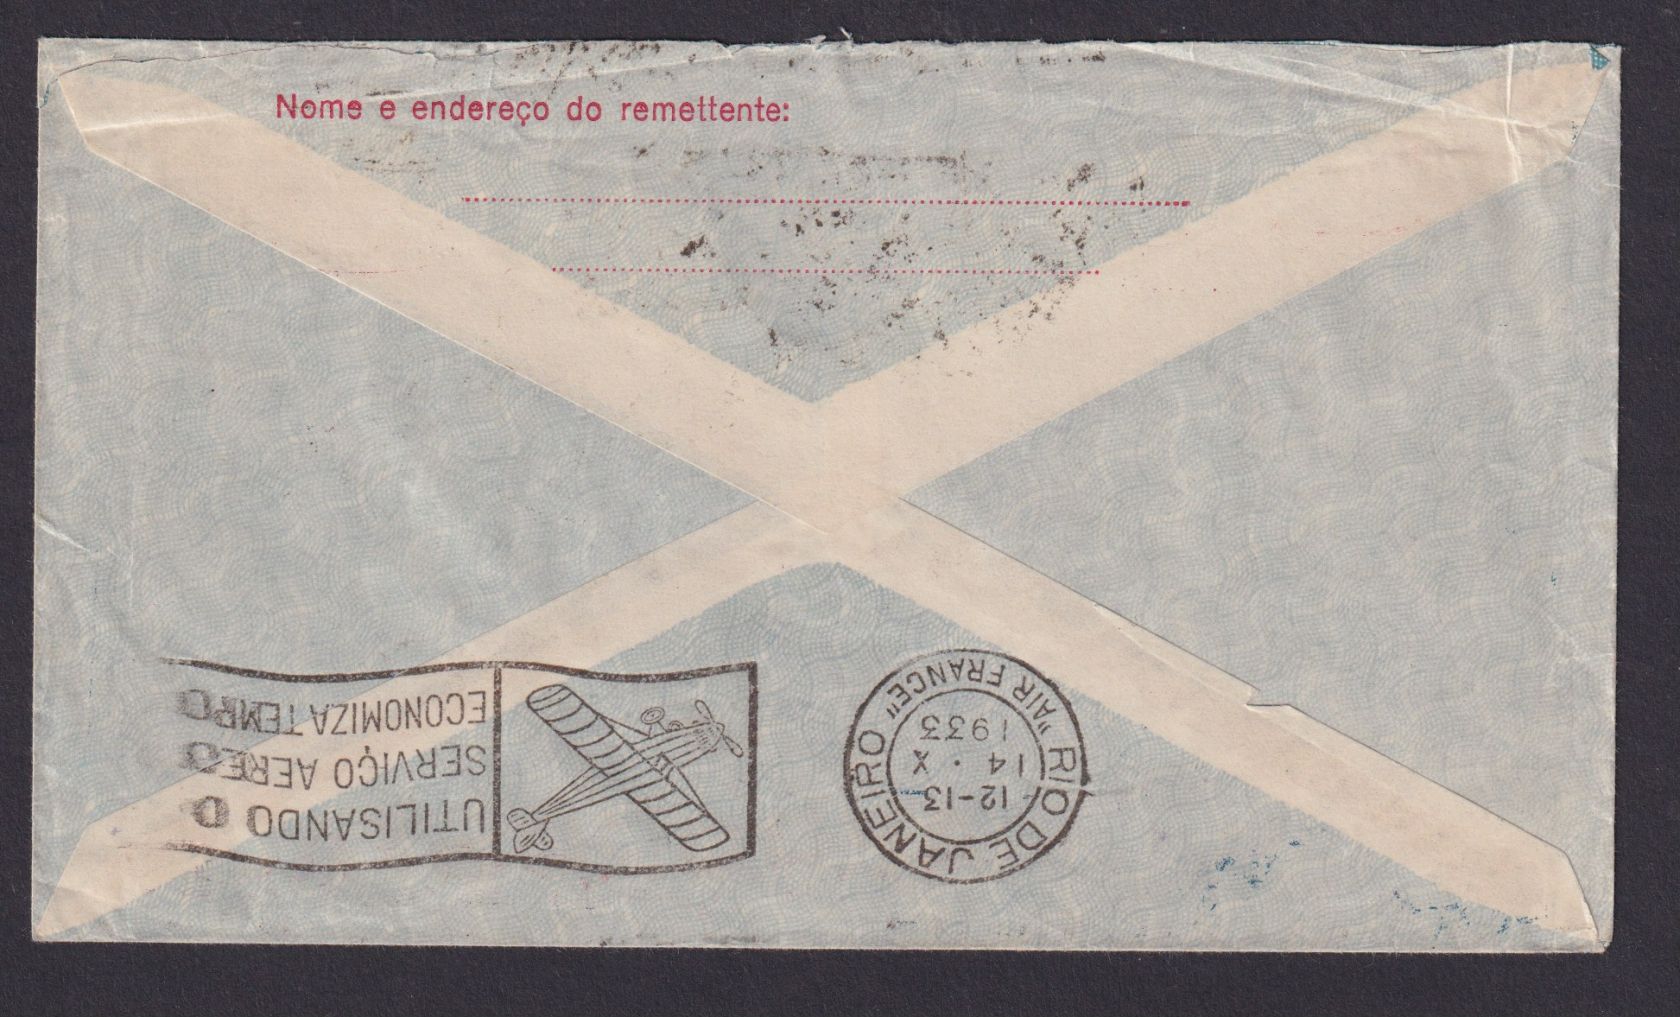 Nome e endereço do remettente:
RIO DE JANEIRO
12-13
14 . X
1933
"AIR FRANCE"
UTILISANDO O
SERVIÇO AEREO
ECONOMIZA TEMPO